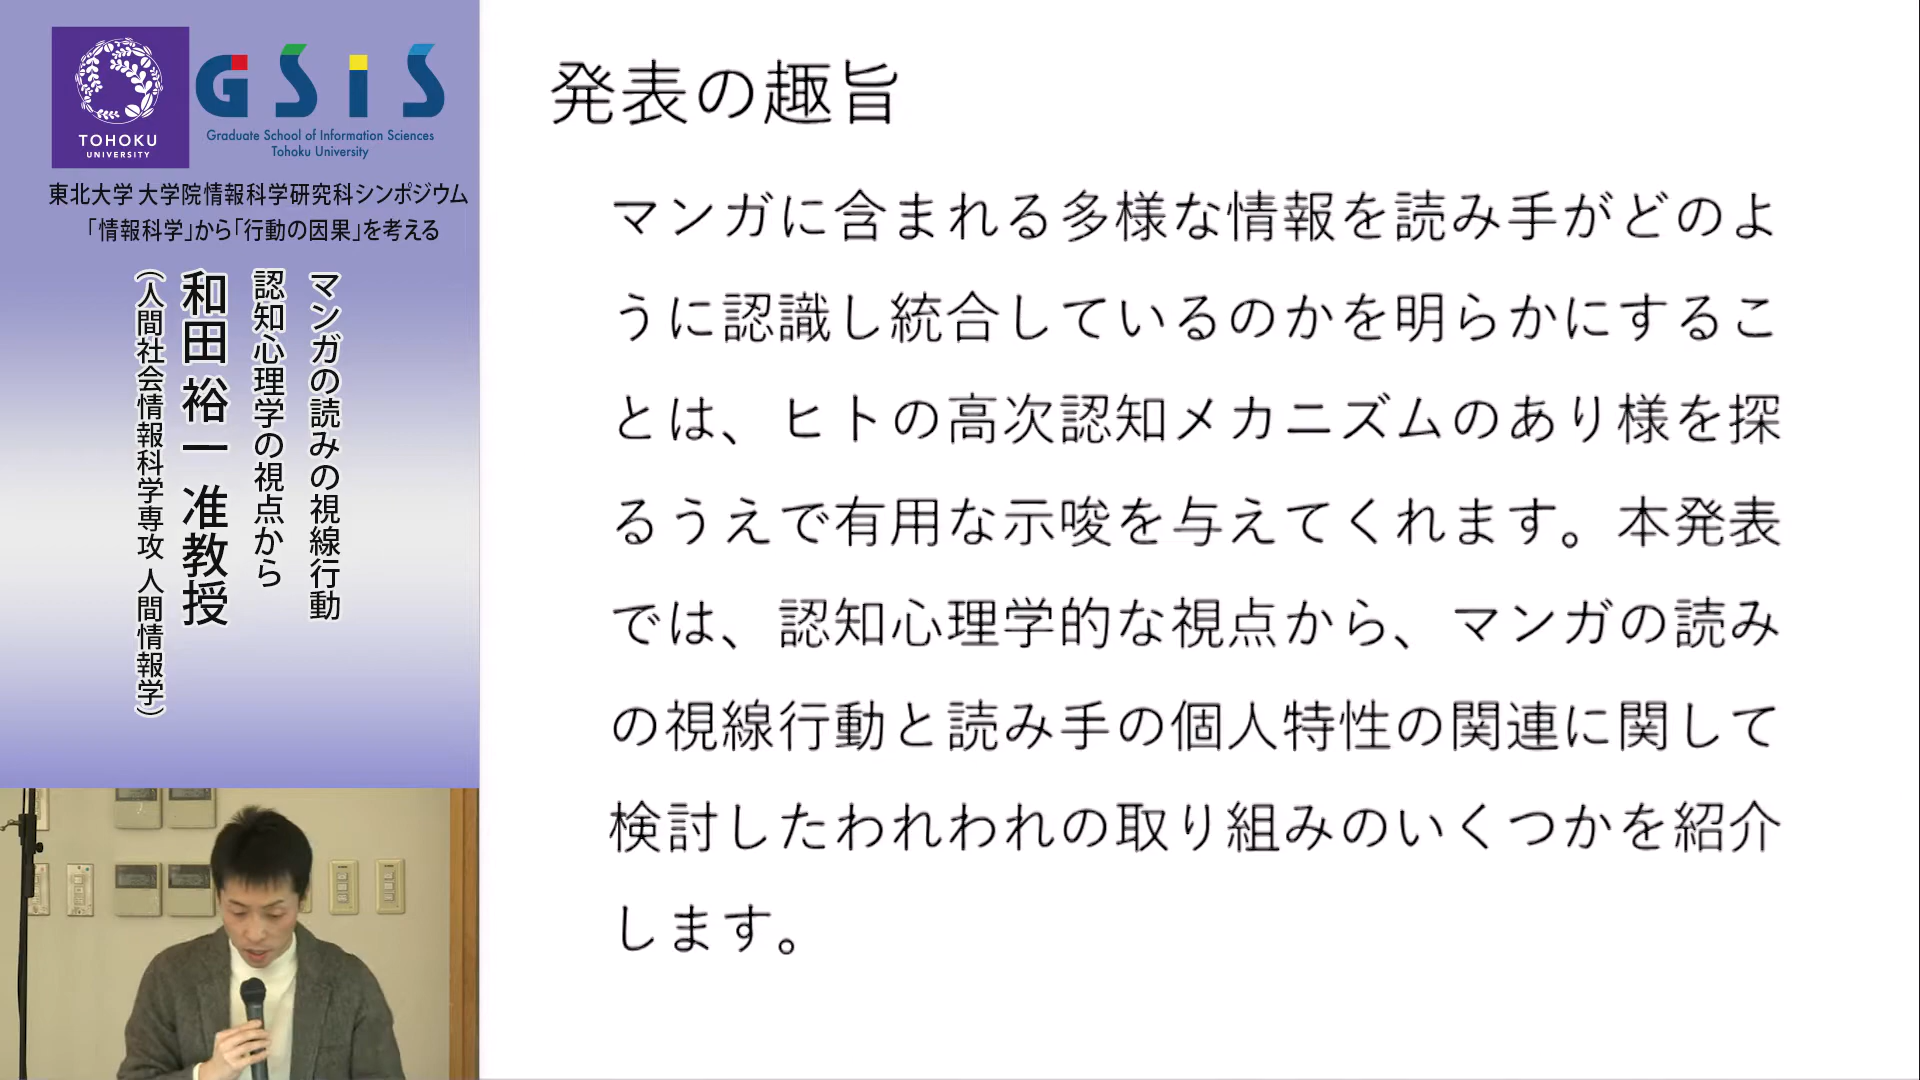 TOHOKU
UNIVERSITY
GSiS
Graduate School of Information Sciences
Tohoku University
東北大学 大学院情報科学研究科シンポジウム
「情報科学」から「行動の因果」を考える
マンガの読みの視線行動
認知心理学の視点から
和田 裕一 准教授
（人間社会情報科学専攻 人間情報学）
発表の趣旨
マンガに含まれる多様な情報を読み手がどのよ
うに認識し統合しているのかを明らかにするこ
とは、ヒトの高次認知メカニズムのあり様を探
るうえで有用な示唆を与えてくれます。本発表
では、認知心理学的な視点から、マンガの読み
の視線行動と読み手の個人特性の関連に関して
検討したわれわれの取り組みのいくつかを紹介
します。